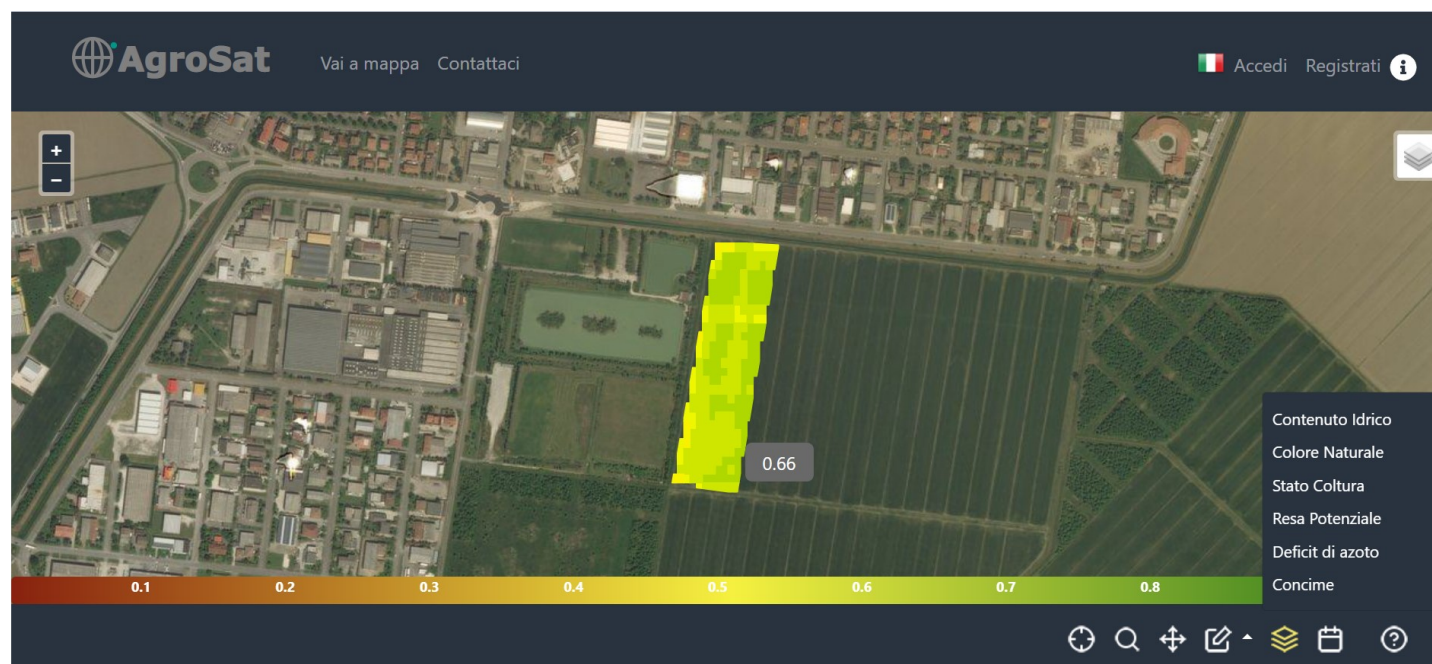 AgroSat
Vai a mappa Contattaci
Accedi Registrati
+
−
0.66
Contenuto Idrico
Colore Naturale
Stato Coltura
Resa Potenziale
Deficit di azoto
Concime
0.1 0.2 0.3 0.4 0.5 0.6 0.7 0.8